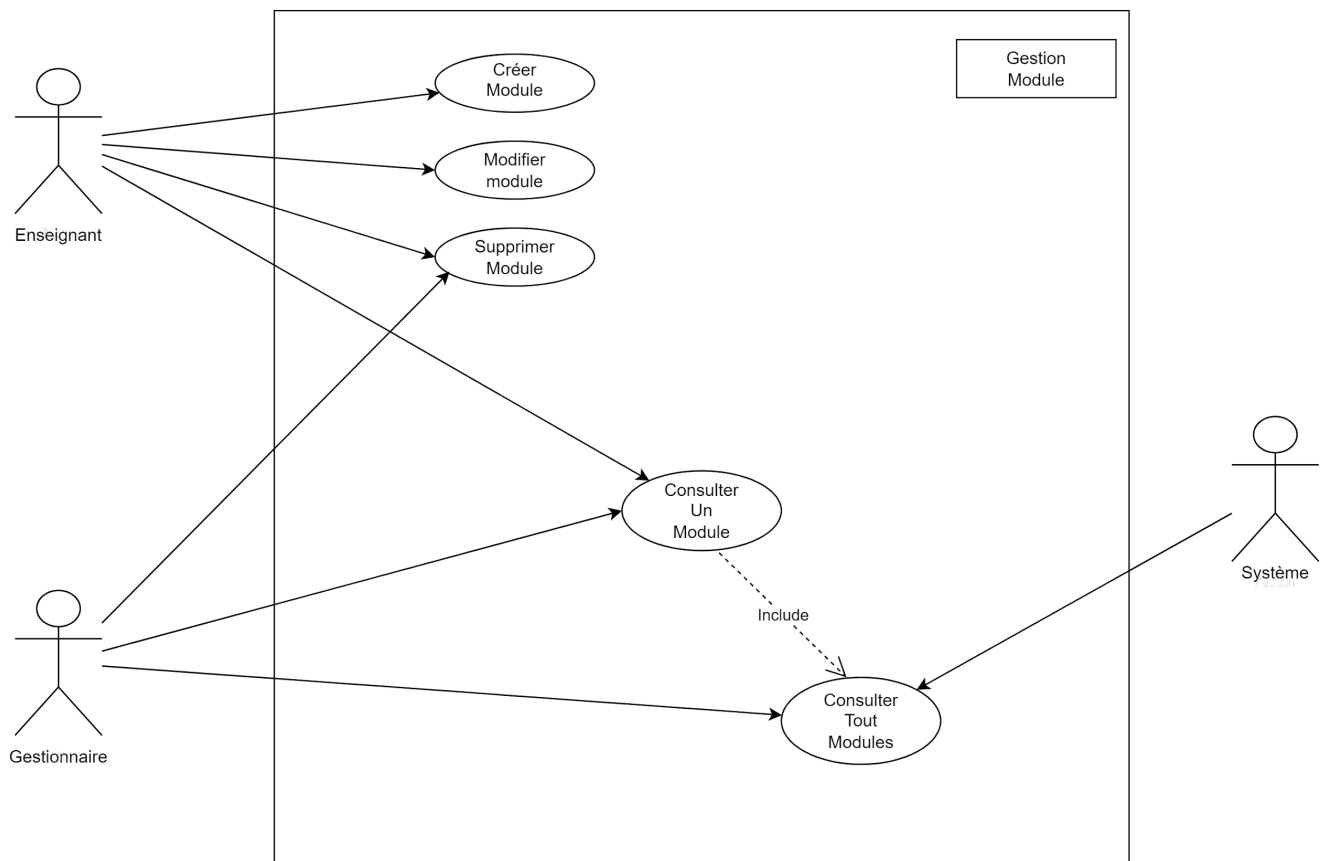 Créer
Module
Gestion
Module
Modifier
module
Enseignant
Supprimer
Module
Consulter
Un
Module
Système
Include
Consulter
Tout
Modules
Gestionnaire